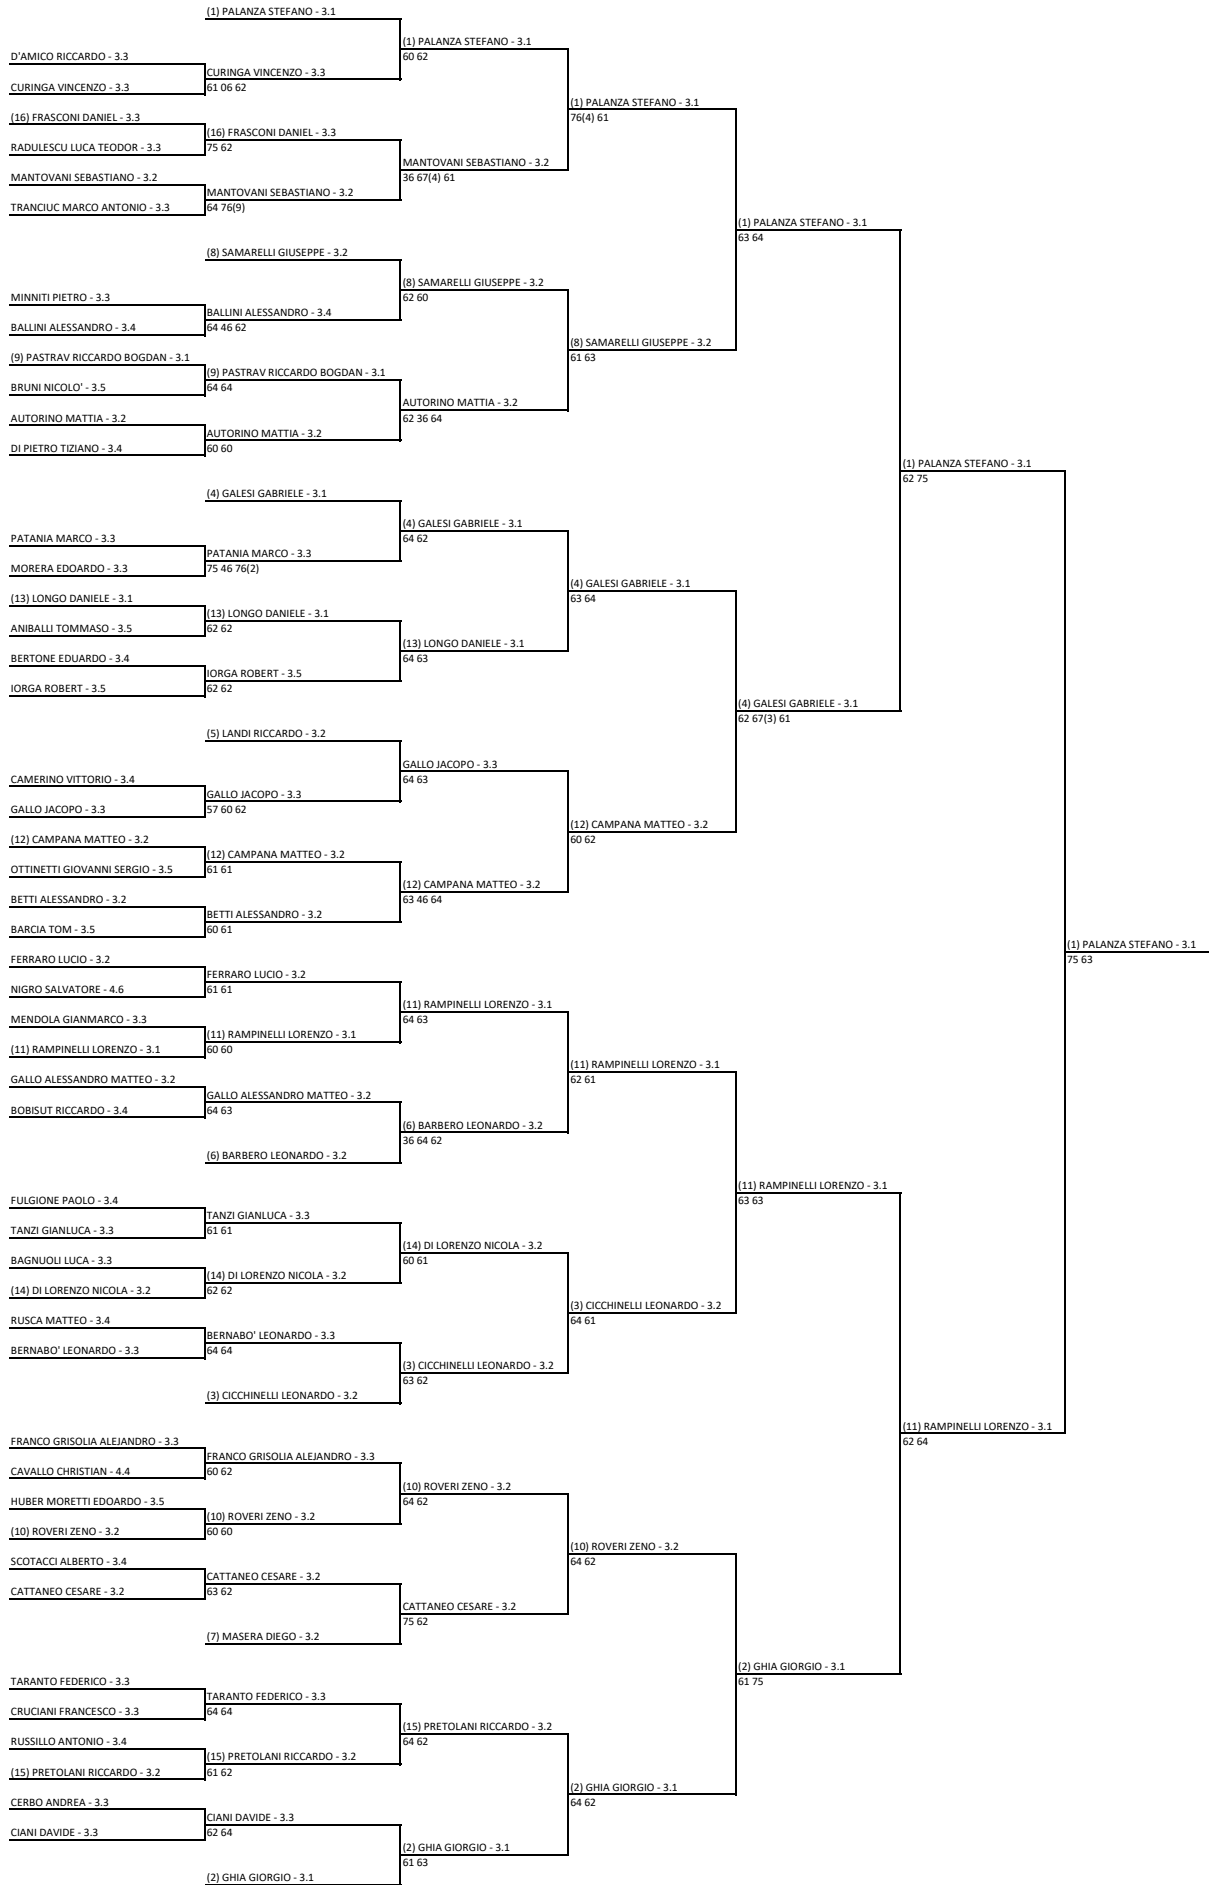 (1) PALANZA STEFANO - 3.1
(1) PALANZA STEFANO - 3.1
D'AMICO RICCARDO - 3.3
60 62
CURINGA VINCENZO - 3.3
CURINGA VINCENZO - 3.3
61 06 62
(1) PALANZA STEFANO - 3.1
76(4) 61
(16) FRASCONI DANIEL - 3.3
(16) FRASCONI DANIEL - 3.3
RADULESCU LUCA TEODOR - 3.3
75 62
MANTOVANI SEBASTIANO - 3.2
36 67(4) 61
MANTOVANI SEBASTIANO - 3.2
MANTOVANI SEBASTIANO - 3.2
TRANCIUC MARCO ANTONIO - 3.3
64 76(9)
(1) PALANZA STEFANO - 3.1
63 64
(8) SAMARELLI GIUSEPPE - 3.2
(8) SAMARELLI GIUSEPPE - 3.2
62 60
MINNITI PIETRO - 3.3
BALLINI ALESSANDRO - 3.4
BALLINI ALESSANDRO - 3.4
64 46 62
(8) SAMARELLI GIUSEPPE - 3.2
61 63
(9) PASTRAV RICCARDO BOGDAN - 3.1
(9) PASTRAV RICCARDO BOGDAN - 3.1
BRUNI NICOLO' - 3.5
64 64
AUTORINO MATTIA - 3.2
62 36 64
AUTORINO MATTIA - 3.2
AUTORINO MATTIA - 3.2
DI PIETRO TIZIANO - 3.4
60 60
(1) PALANZA STEFANO - 3.1
62 75
(4) GALESI GABRIELE - 3.1
(4) GALESI GABRIELE - 3.1
64 62
PATANIA MARCO - 3.3
PATANIA MARCO - 3.3
MORERA EDOARDO - 3.3
75 46 76(2)
(4) GALESI GABRIELE - 3.1
63 64
(13) LONGO DANIELE - 3.1
(13) LONGO DANIELE - 3.1
ANIBALLI TOMMASO - 3.5
62 62
(13) LONGO DANIELE - 3.1
64 63
BERTONE EDUARDO - 3.4
IORGA ROBERT - 3.5
IORGA ROBERT - 3.5
62 62
(4) GALESI GABRIELE - 3.1
62 67(3) 61
(5) LANDI RICCARDO - 3.2
GALLO JACOPO - 3.3
64 63
CAMERINO VITTORIO - 3.4
GALLO JACOPO - 3.3
GALLO JACOPO - 3.3
57 60 62
(12) CAMPANA MATTEO - 3.2
60 62
(12) CAMPANA MATTEO - 3.2
(12) CAMPANA MATTEO - 3.2
OTTINETTI GIOVANNI SERGIO - 3.5
61 61
(12) CAMPANA MATTEO - 3.2
63 46 64
BETTI ALESSANDRO - 3.2
BETTI ALESSANDRO - 3.2
BARCIA TOM - 3.5
60 61
(1) PALANZA STEFANO - 3.1
75 63
FERRARO LUCIO - 3.2
FERRARO LUCIO - 3.2
NIGRO SALVATORE - 4.6
61 61
(11) RAMPINELLI LORENZO - 3.1
64 63
MENDOLA GIANMARCO - 3.3
(11) RAMPINELLI LORENZO - 3.1
(11) RAMPINELLI LORENZO - 3.1
60 60
(11) RAMPINELLI LORENZO - 3.1
62 61
GALLO ALESSANDRO MATTEO - 3.2
GALLO ALESSANDRO MATTEO - 3.2
BOBISUT RICCARDO - 3.4
64 63
(6) BARBERO LEONARDO - 3.2
36 64 62
(6) BARBERO LEONARDO - 3.2
(11) RAMPINELLI LORENZO - 3.1
63 63
FULGIONE PAOLO - 3.4
TANZI GIANLUCA - 3.3
TANZI GIANLUCA - 3.3
61 61
(14) DI LORENZO NICOLA - 3.2
60 61
BAGNUOLI LUCA - 3.3
(14) DI LORENZO NICOLA - 3.2
(14) DI LORENZO NICOLA - 3.2
62 62
(3) CICCHINELLI LEONARDO - 3.2
64 61
RUSCA MATTEO - 3.4
BERNABO' LEONARDO - 3.3
BERNABO' LEONARDO - 3.3
64 64
(3) CICCHINELLI LEONARDO - 3.2
63 62
(3) CICCHINELLI LEONARDO - 3.2
(11) RAMPINELLI LORENZO - 3.1
62 64
FRANCO GRISOLIA ALEJANDRO - 3.3
FRANCO GRISOLIA ALEJANDRO - 3.3
CAVALLO CHRISTIAN - 4.4
60 62
(10) ROVERI ZENO - 3.2
64 62
HUBER MORETTI EDOARDO - 3.5
(10) ROVERI ZENO - 3.2
(10) ROVERI ZENO - 3.2
60 60
(10) ROVERI ZENO - 3.2
64 62
SCOTACCI ALBERTO - 3.4
CATTANEO CESARE - 3.2
CATTANEO CESARE - 3.2
63 62
CATTANEO CESARE - 3.2
75 62
(7) MASERA DIEGO - 3.2
(2) GHIA GIORGIO - 3.1
61 75
TARANTO FEDERICO - 3.3
TARANTO FEDERICO - 3.3
CRUCIANI FRANCESCO - 3.3
64 64
(15) PRETOLANI RICCARDO - 3.2
64 62
RUSSILLO ANTONIO - 3.4
(15) PRETOLANI RICCARDO - 3.2
(15) PRETOLANI RICCARDO - 3.2
61 62
(2) GHIA GIORGIO - 3.1
64 62
CERBO ANDREA - 3.3
CIANI DAVIDE - 3.3
CIANI DAVIDE - 3.3
62 64
(2) GHIA GIORGIO - 3.1
61 63
(2) GHIA GIORGIO - 3.1